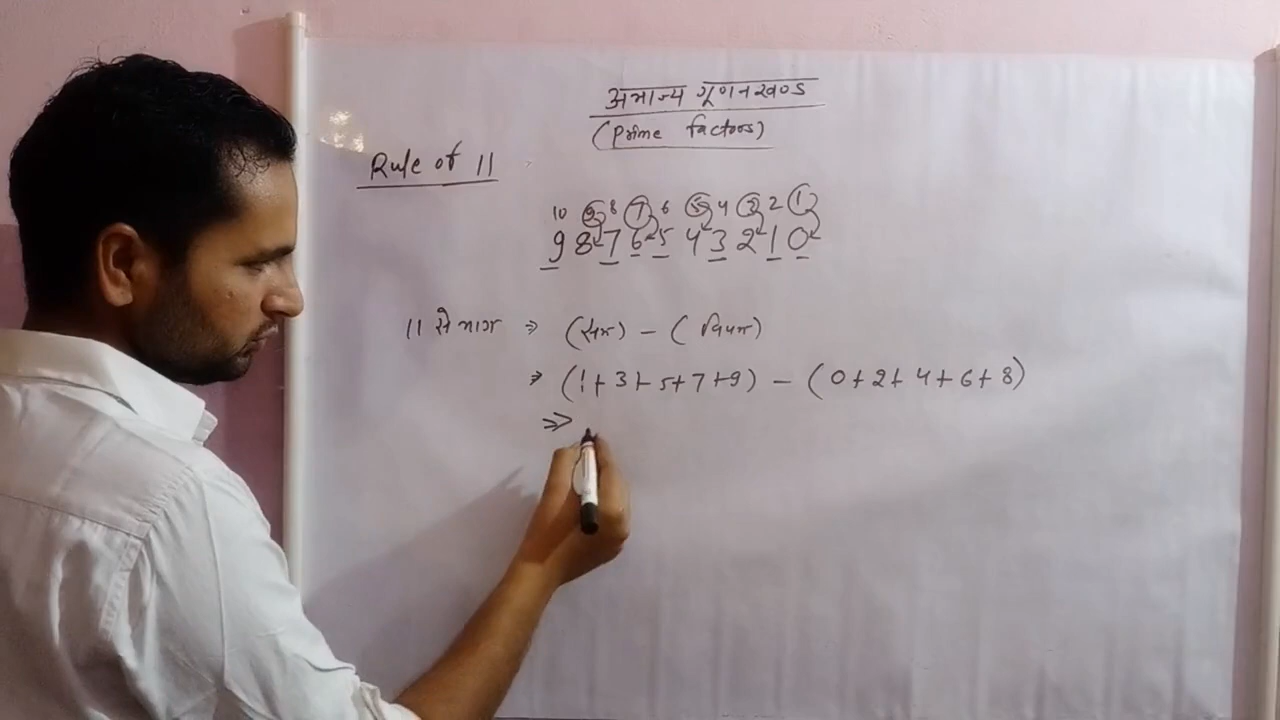 अभाज्य गुणनखण्ड
(Prime factors)
Rule of 11
10 9 8 7 6 5 4 3 2 1
9 8 7 6 5 4 3 2 1 0
11 से भाग ⇒ (सम) - (विषम)
⇒ (1+3+5+7+9) - (0+2+4+6+8)
⇒